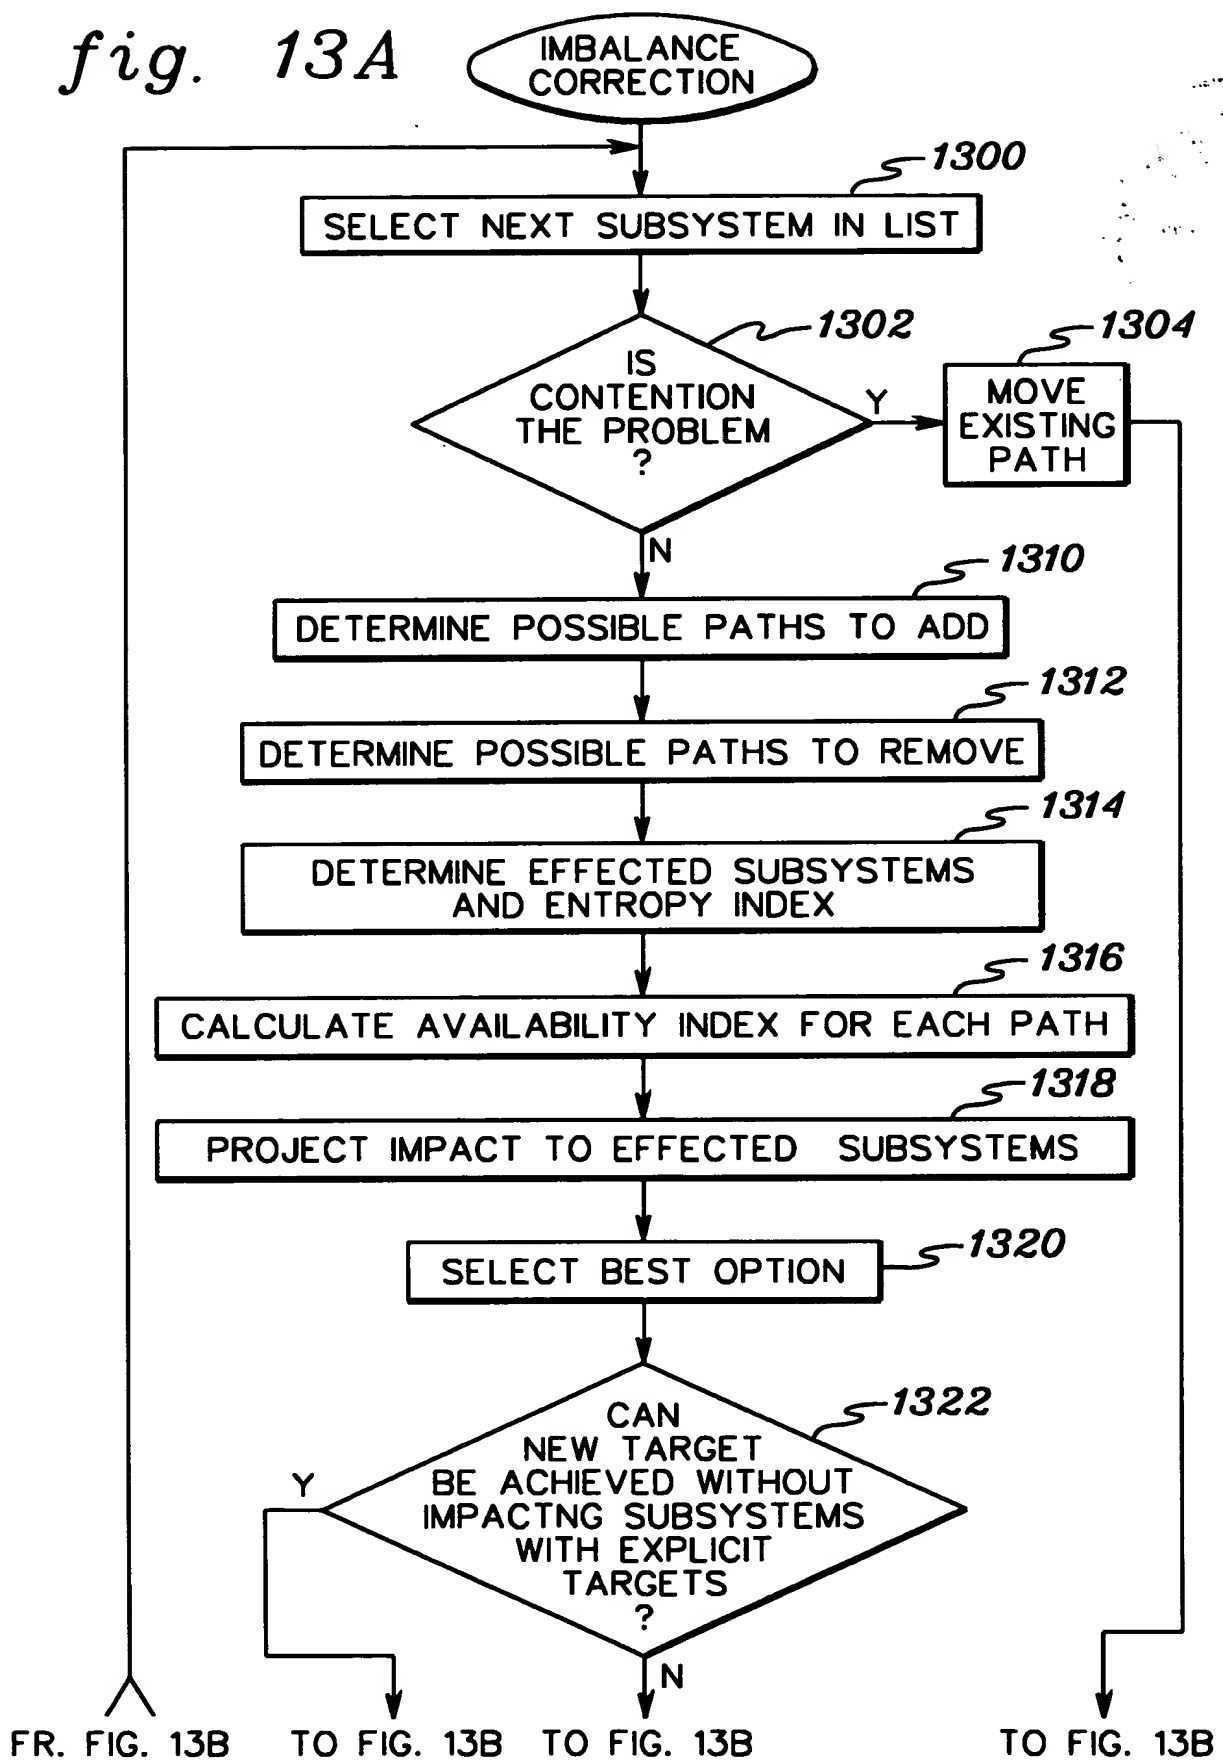 fig. 13A
IMBALANCE
CORRECTION
1300
SELECT NEXT SUBSYSTEM IN LIST
1302
IS
CONTENTION
THE PROBLEM
?
Y
1304
MOVE
EXISTING
PATH
N
1310
DETERMINE POSSIBLE PATHS TO ADD
1312
DETERMINE POSSIBLE PATHS TO REMOVE
1314
DETERMINE EFFECTED SUBSYSTEMS
AND ENTROPY INDEX
1316
CALCULATE AVAILABILITY INDEX FOR EACH PATH
1318
PROJECT IMPACT TO EFFECTED SUBSYSTEMS
1320
SELECT BEST OPTION
1322
CAN
NEW TARGET
BE ACHIEVED WITHOUT
IMPACTNG SUBSYSTEMS
WITH EXPLICIT
TARGETS
?
Y
N
FR. FIG. 13B
TO FIG. 13B
TO FIG. 13B
TO FIG. 13B